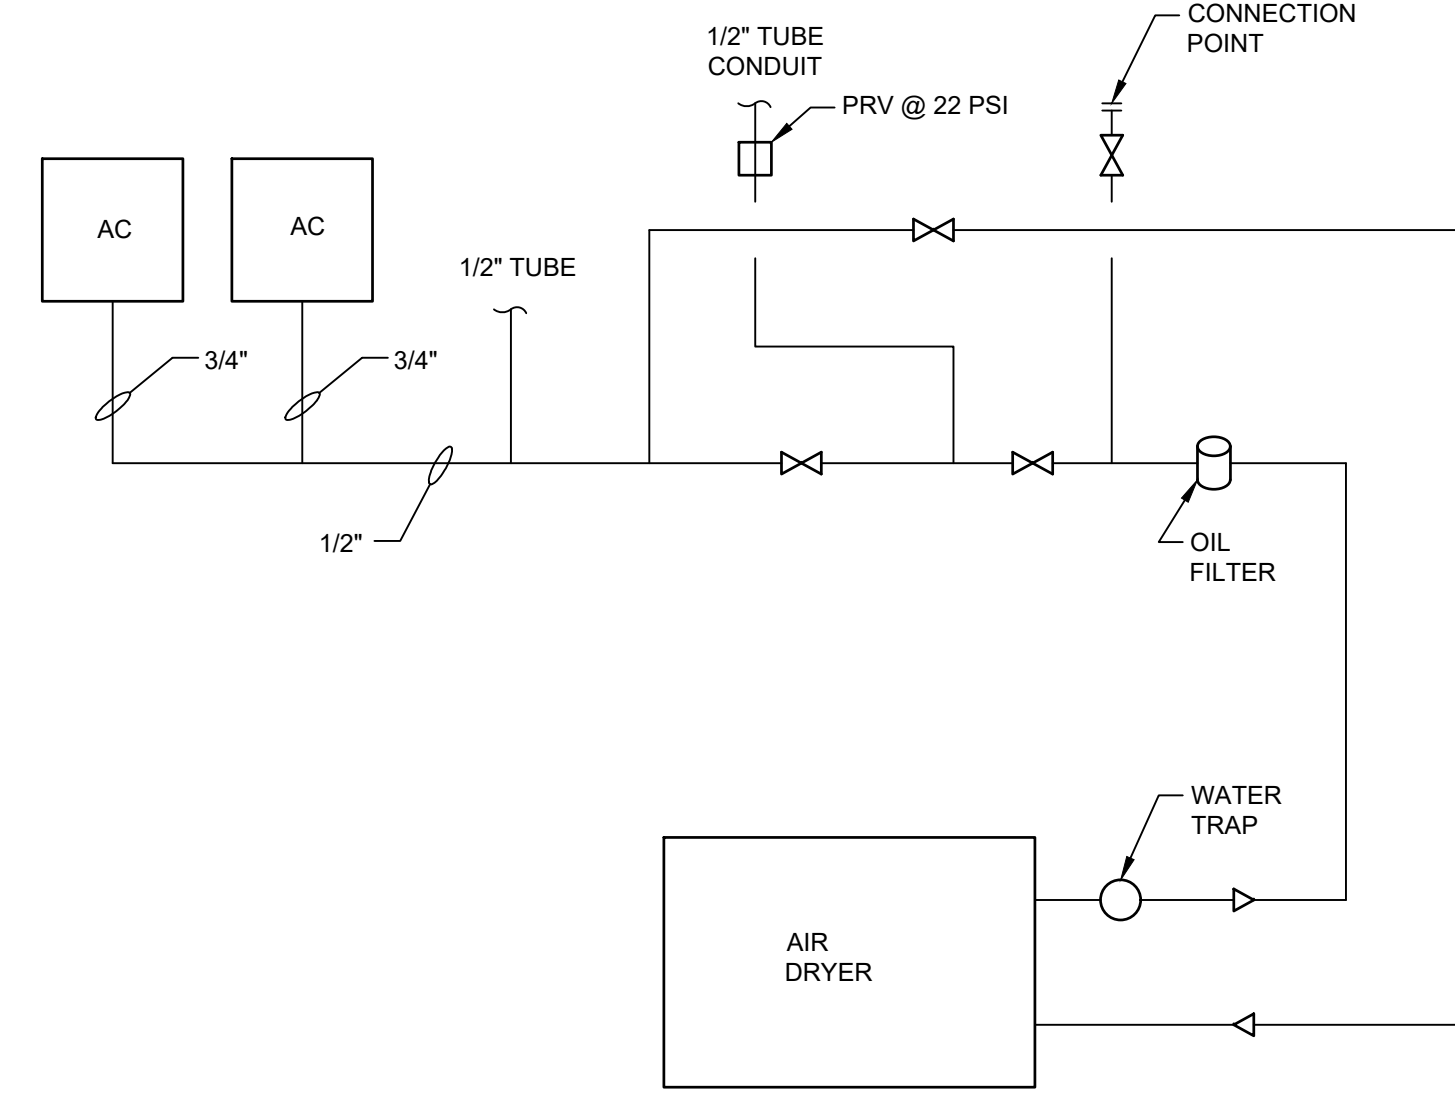 CONNECTION
POINT
1/2" TUBE
CONDUIT
PRV @ 22 PSI
AC
AC
1/2" TUBE
3/4"
3/4"
1/2"
OIL
FILTER
WATER
TRAP
AIR
DRYER